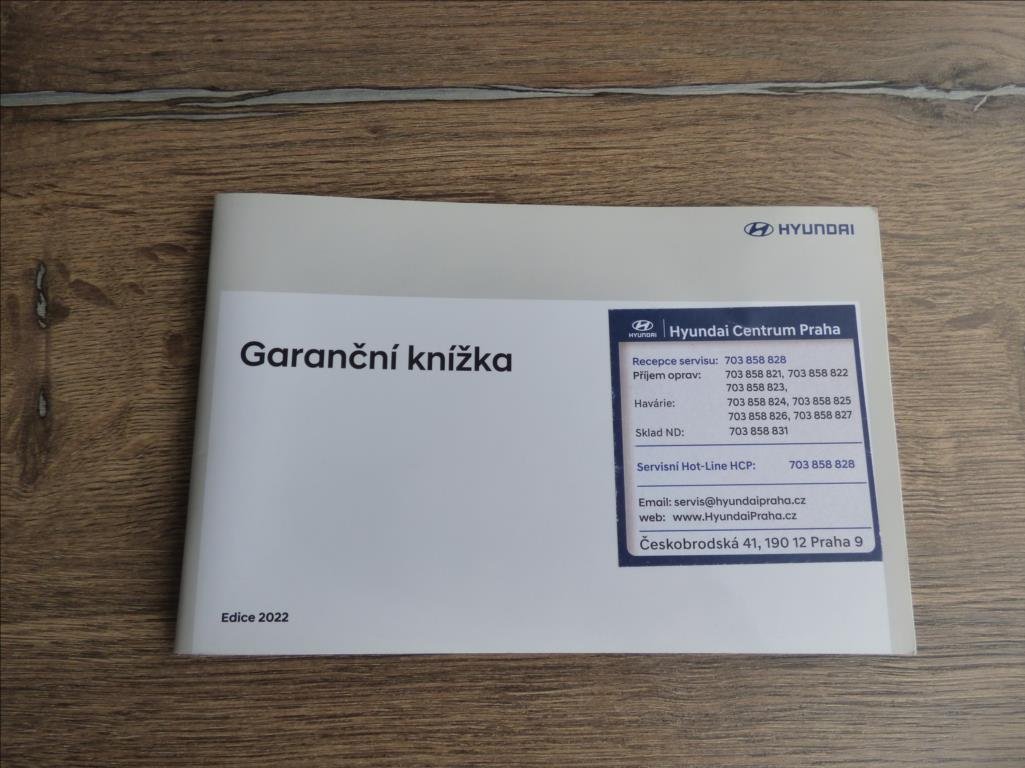 HYUNDAI
Garanční knížka
HYUNDAI
Hyundai Centrum Praha
Recepce servisu: 703 858 828
Příjem oprav: 703 858 821, 703 858 822
703 858 823,
Havárie: 703 858 824, 703 858 825
703 858 826, 703 858 827
Sklad ND: 703 858 831
Servisní Hot-Line HCP: 703 858 828
Email: servis@hyundaipraha.cz
web: www.HyundaiPraha.cz
Českobrodská 41, 190 12 Praha 9
Edice 2022